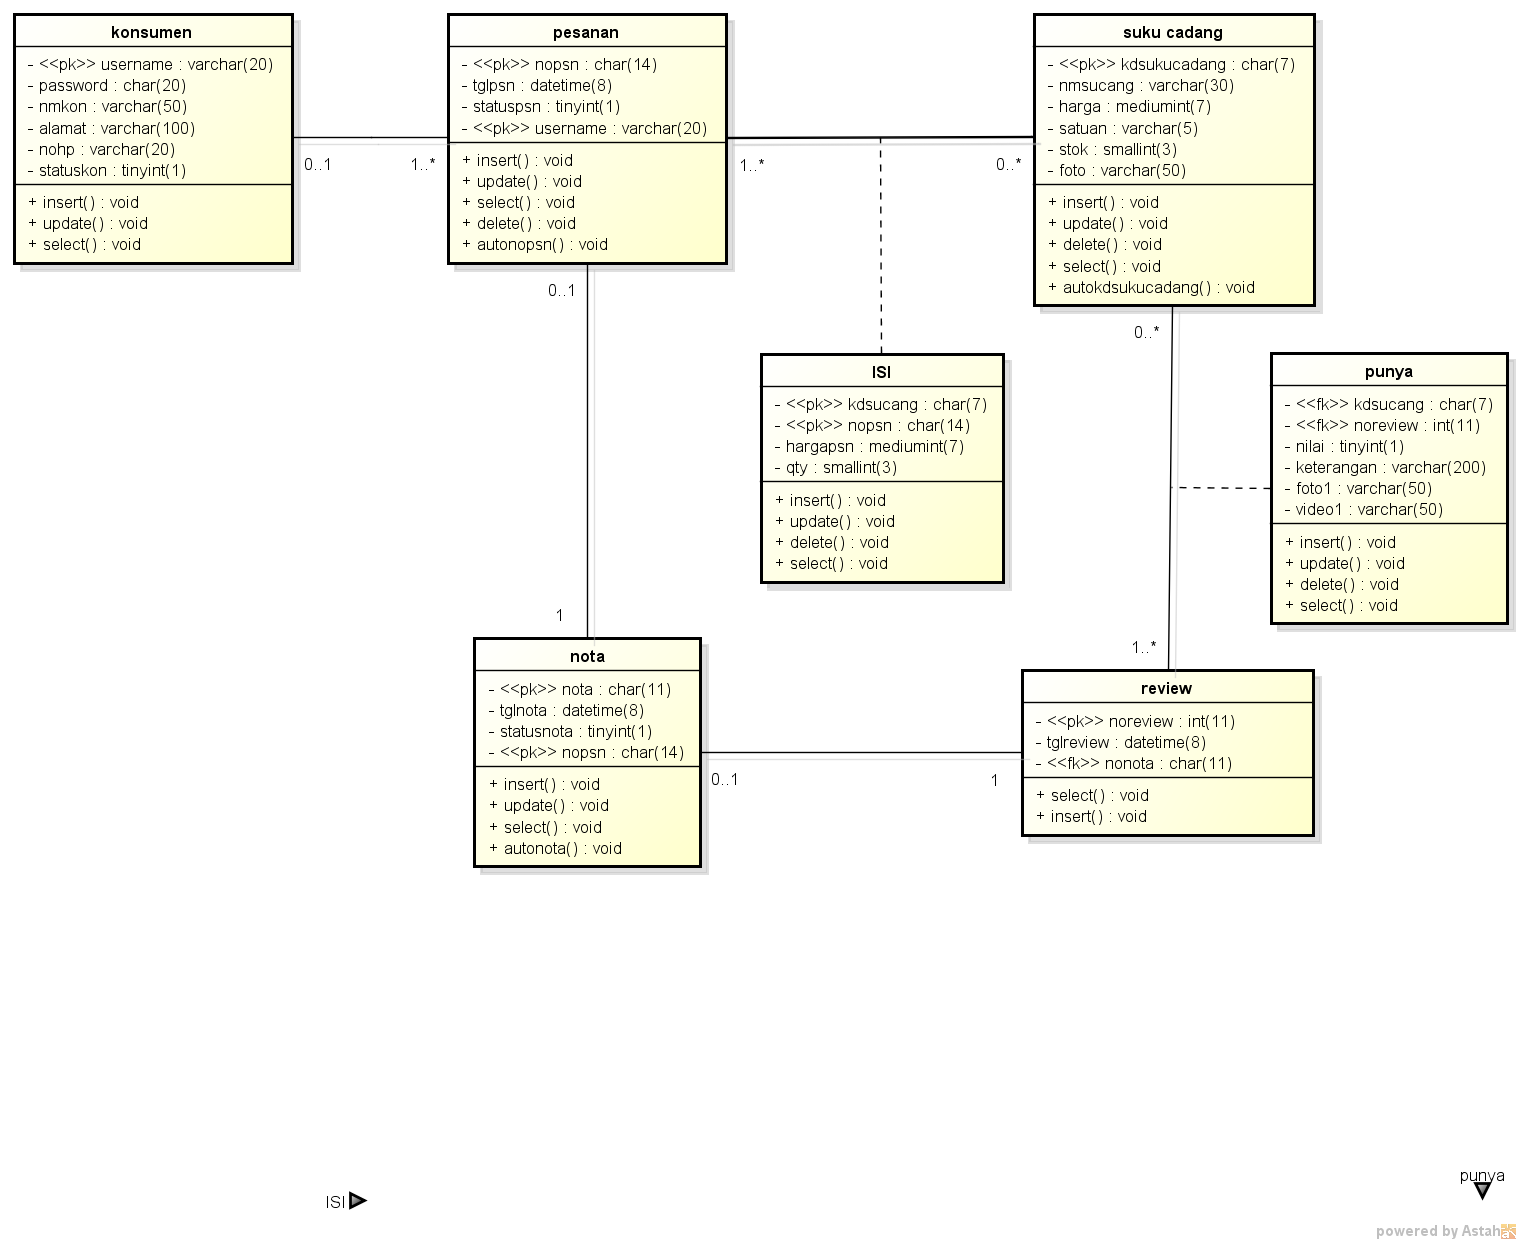 konsumen
- <<pk>> username : varchar(20)
- password : char(20)
- nmkon : varchar(50)
- alamat : varchar(100)
- nohp : varchar(20)
- statuskon : tinyint(1)
+ insert() : void
+ update() : void
+ select() : void
0..1
1..*
pesanan
- <<pk>> nopsn : char(14)
- tglpsn : datetime(8)
- statuspsn : tinyint(1)
- <<pk>> username : varchar(20)
+ insert() : void
+ update() : void
+ select() : void
+ delete() : void
+ autonopsn() : void
1..*
0..*
suku cadang
- <<pk>> kdsukucadang : char(7)
- nmsucang : varchar(30)
- harga : mediumint(7)
- satuan : varchar(5)
- stok : smallint(3)
- foto : varchar(50)
+ insert() : void
+ update() : void
+ delete() : void
+ select() : void
+ autokdsukucadang() : void
0..1
0..*
ISI
- <<pk>> kdsucang : char(7)
- <<pk>> nopsn : char(14)
- hargapsn : mediumint(7)
- qty : smallint(3)
+ insert() : void
+ update() : void
+ delete() : void
+ select() : void
punya
- <<fk>> kdsucang : char(7)
- <<fk>> noreview : int(11)
- nilai : tinyint(1)
- keterangan : varchar(200)
- foto1 : varchar(50)
- video1 : varchar(50)
+ insert() : void
+ update() : void
+ delete() : void
+ select() : void
1
1..*
nota
- <<pk>> nota : char(11)
- tglnota : datetime(8)
- statusnota : tinyint(1)
- <<pk>> nopsn : char(14)
+ insert() : void
+ update() : void
+ select() : void
+ autonota() : void
0..1
1
review
- <<pk>> noreview : int(11)
- tglreview : datetime(8)
- <<fk>> nonota : char(11)
+ select() : void
+ insert() : void
ISI
punya
powered by Astah